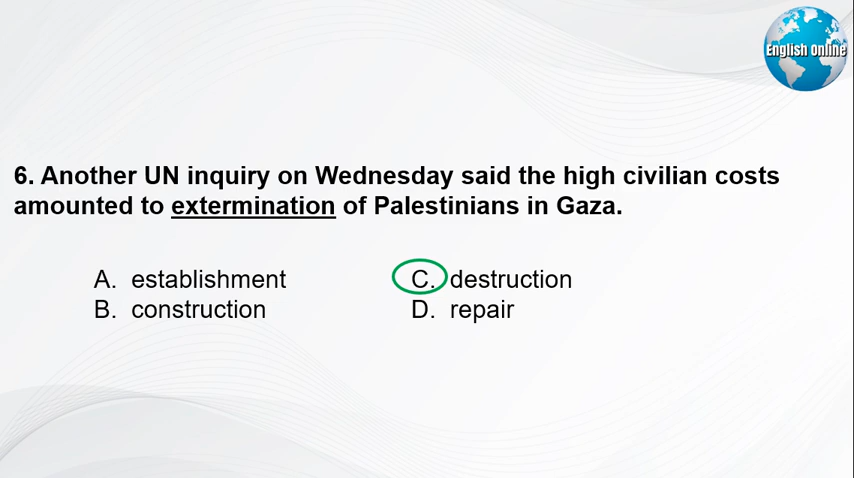 English Online
6. Another UN inquiry on Wednesday said the high civilian costs
amounted to extermination of Palestinians in Gaza.
A. establishment
B. construction
C. destruction
D. repair